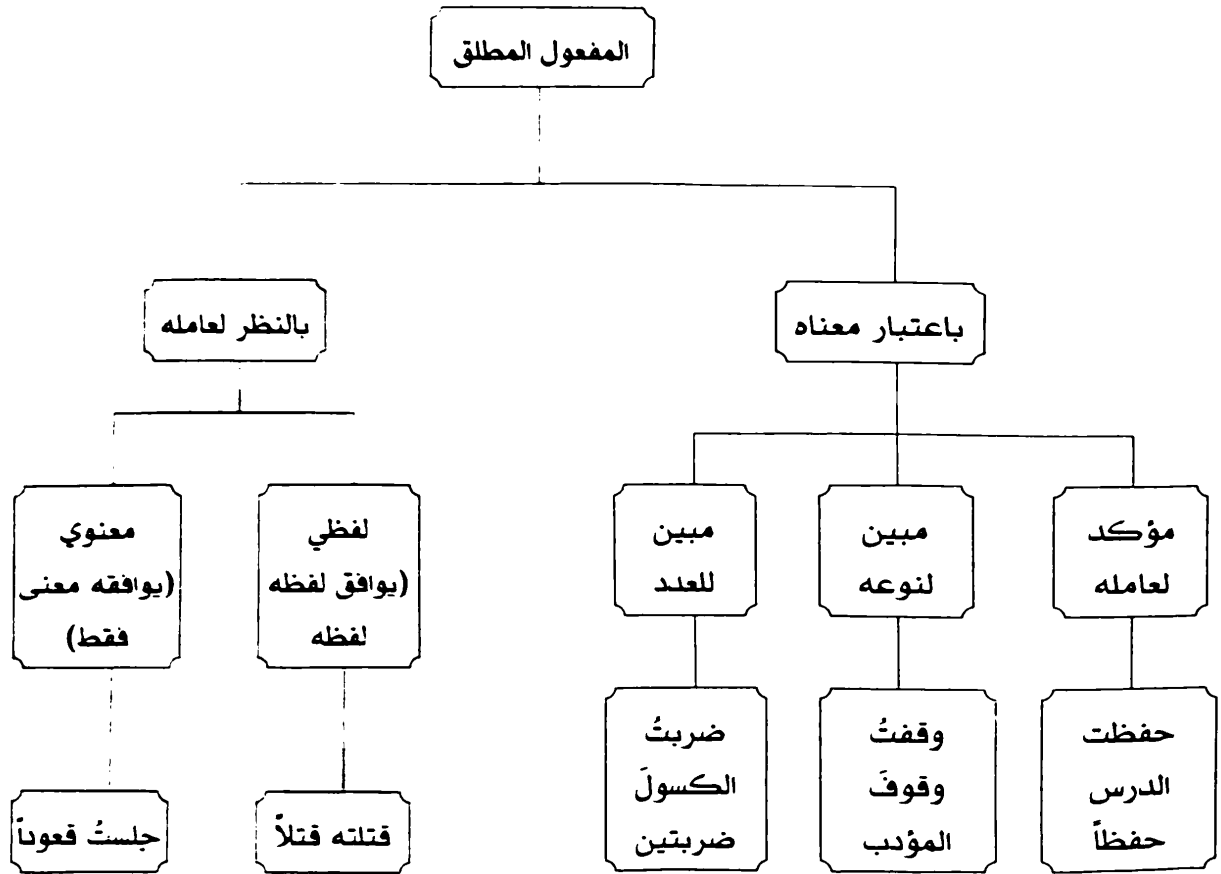 المفعول المطلق
باعتبار معناه
بالنظر لعامله
مؤكد
لعامله
مبين
لنوعه
مبين
للعدد
لفظي
(يوافق لفظه
لفظه
معنوي
(يوافقه معنى
فقط)
حفظت
الدرس
حفظاً
وقفتُ
وقوفَ
المؤدب
ضربتُ
الكسولَ
ضربتين
قتلته قتلاً
جلستُ قعوداً